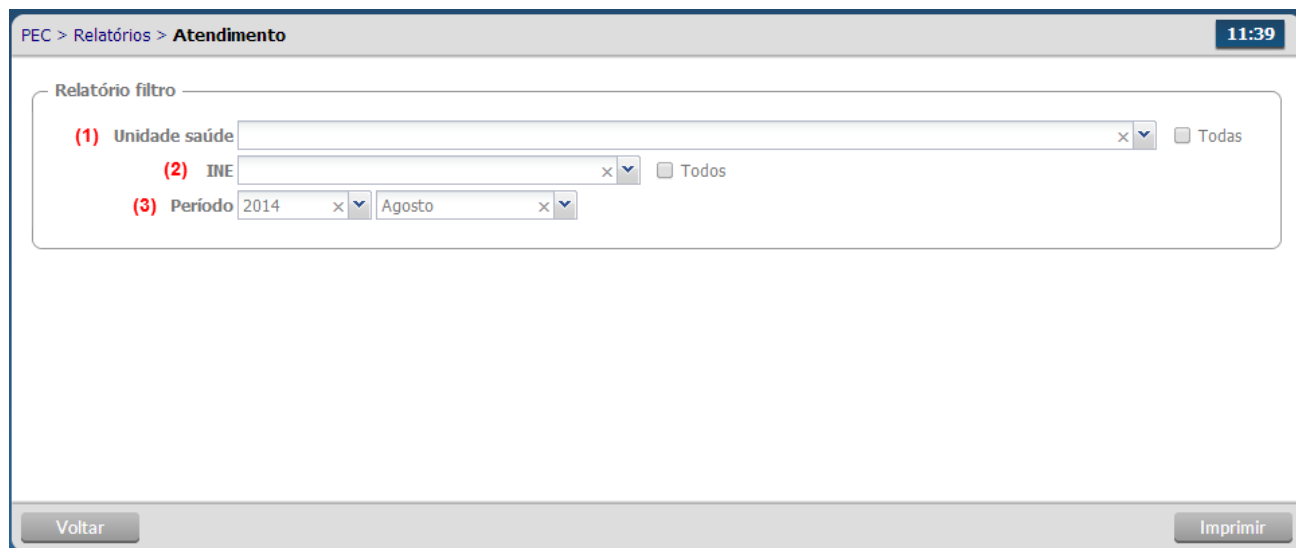 PEC > Relatórios > Atendimento 11:39
Relatório filtro
(1) Unidade saúde Todas
(2) INE Todos
(3) Período 2014 Agosto
Voltar Imprimir